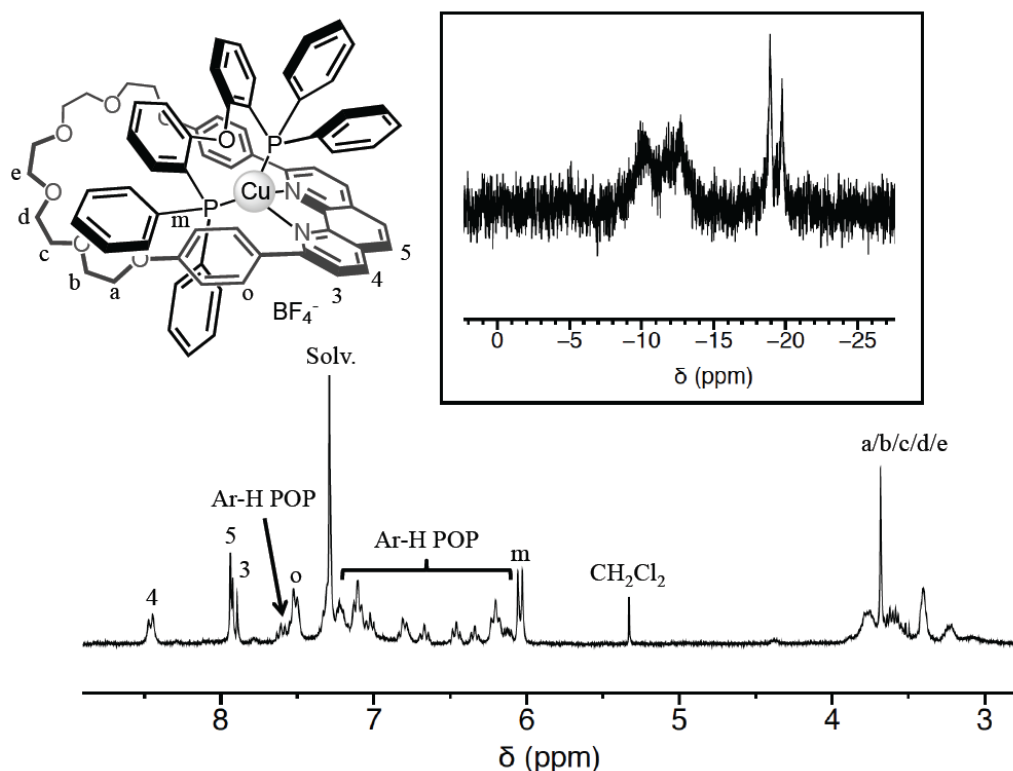 O
O
O
O
O
O
O
P
P
Cu
N
N
m
e
d
c
b
a
o
3
4
5
BF4-
0
−5
−10
−15
−20
−25
δ (ppm)
Solv.
a/b/c/d/e
Ar-H POP
Ar-H POP
5
3
4
o
m
CH2Cl2
8
7
6
5
4
3
δ (ppm)